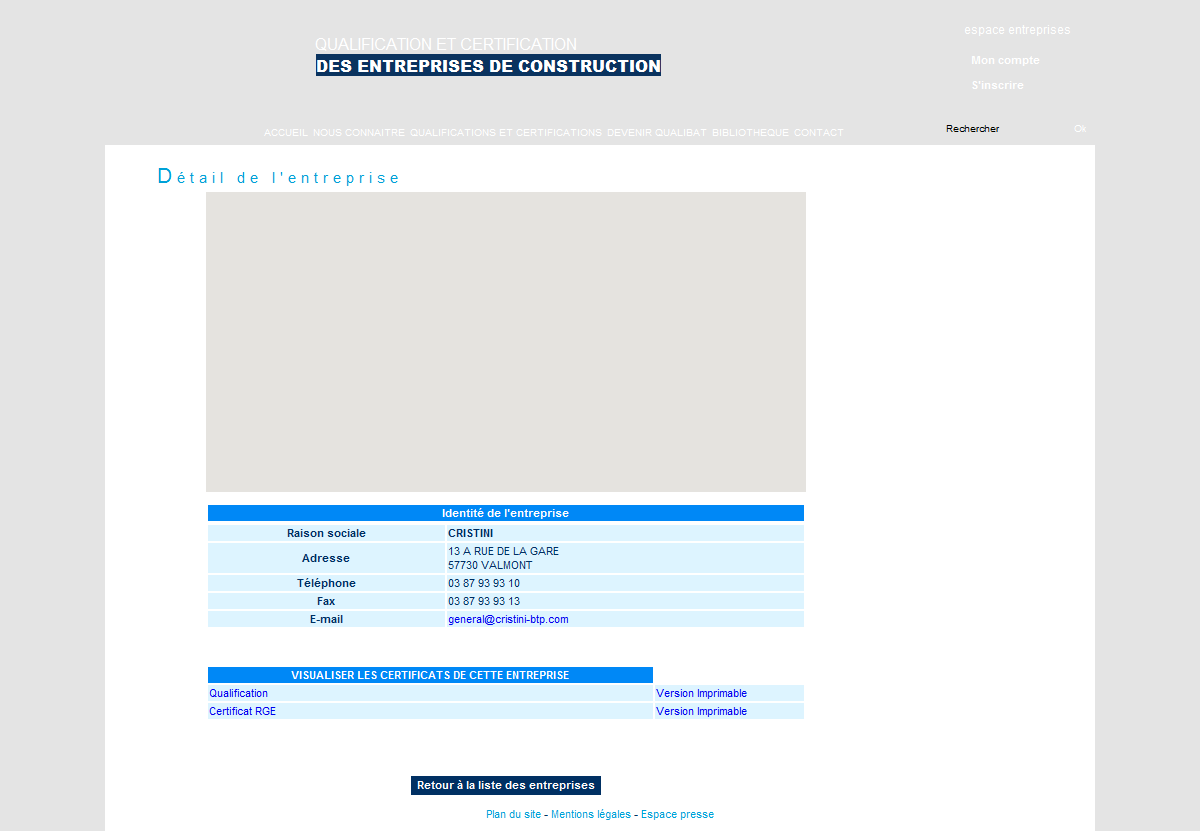 QUALIFICATION ET CERTIFICATION
DES ENTREPRISES DE CONSTRUCTION
espace entreprises
Mon compte
S'inscrire
ACCUEIL NOUS CONNAITRE QUALIFICATIONS ET CERTIFICATIONS DEVENIR QUALIBAT BIBLIOTHEQUE CONTACT
Rechercher Ok
Détail de l'entreprise
Identité de l'entreprise
Raison sociale CRISTINI
Adresse 13 A RUE DE LA GARE
57730 VALMONT
Téléphone 03 87 93 93 10
Fax 03 87 93 93 13
E-mail general@cristini-btp.com
VISUALISER LES CERTIFICATS DE CETTE ENTREPRISE
Qualification Version Imprimable
Certificat RGE Version Imprimable
Retour à la liste des entreprises
Plan du site - Mentions légales - Espace presse